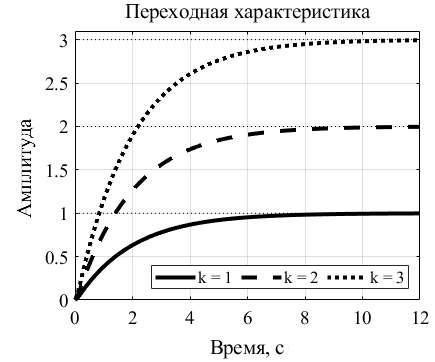 Переходная характеристика
Амплитуда
3
2.5
2
1.5
1
0.5
0
0 2 4 6 8 10 12
k = 1 k = 2 k = 3
Время, с